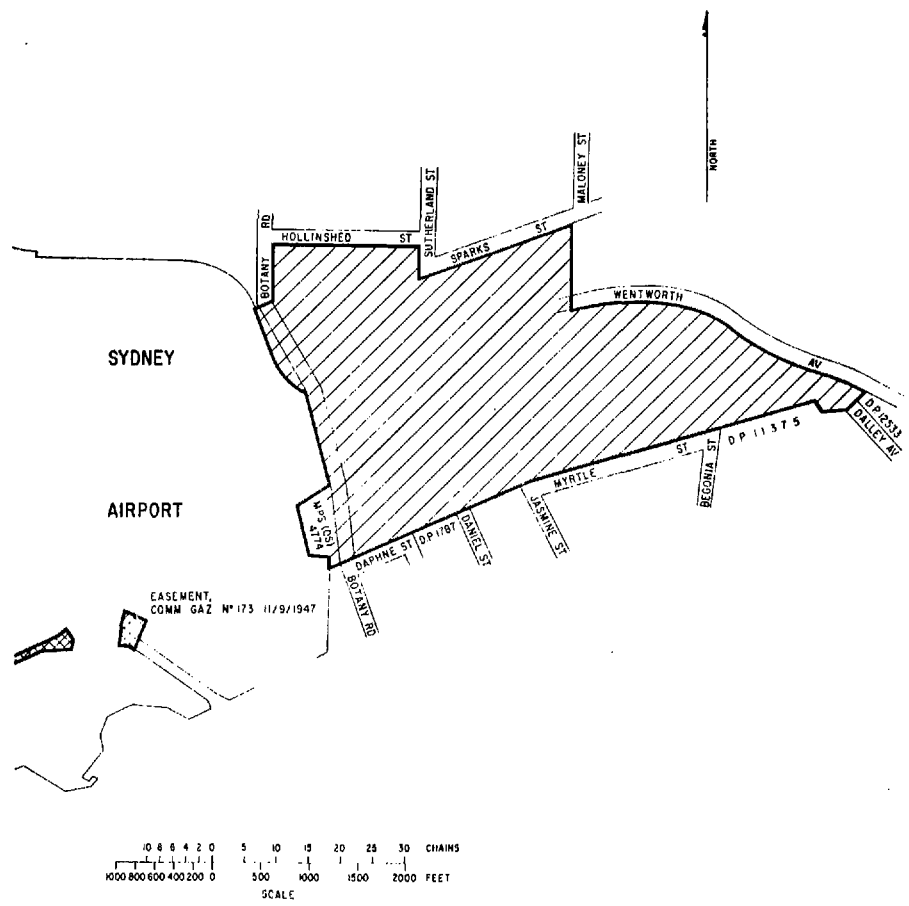 NORTH
MALONEY ST
SUTHERLAND ST
BOTANY RD
HOLLINSHED ST
SPARKS ST
WENTWORTH AV
SYDNEY
D.P. 12533
DALLEY AV
D P 11375
BEGONIA ST
MYRTLE ST
JASMINE ST
AIRPORT
MPS (CS)
4774
DAPHNE ST
D.P. 1787
DANIEL ST
BOTANY RD
EASEMENT,
COMM GAZ Nº 173 11/9/1947
10 8 6 4 2 0 5 10 15 20 25 30 CHAINS
1000 800 600 400 200 0 500 1000 1500 2000 FEET
SCALE